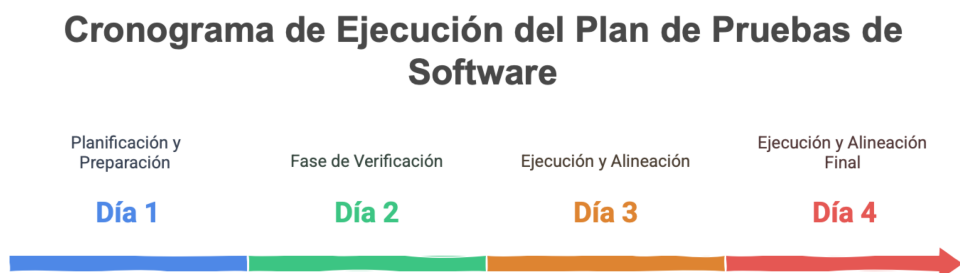 Cronograma de Ejecución del Plan de Pruebas de
Software
Planificación y
Preparación
Día 1
Fase de Verificación
Día 2
Ejecución y Alineación
Día 3
Ejecución y Alineación
Final
Día 4